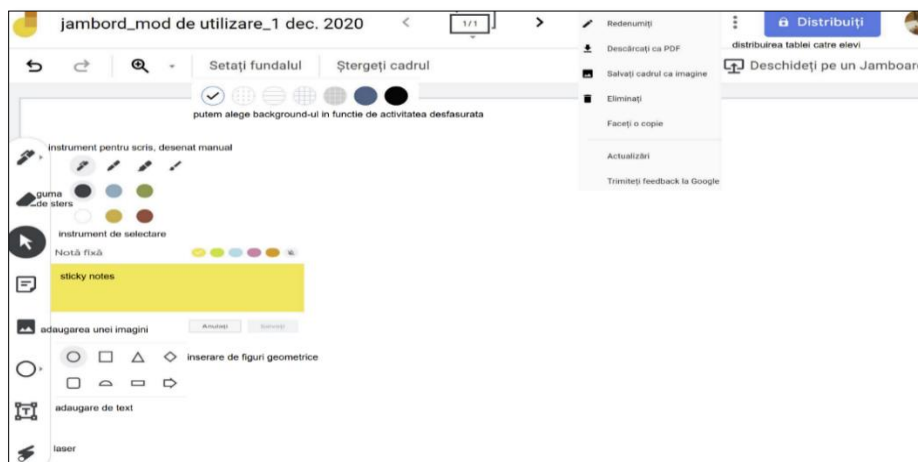 jambord_mod de utilizare_1 dec. 2020
1/1
Redenumiți
Descărcați ca PDF
Salvați cadrul ca imagine
Eliminați
Faceți o copie
Actualizări
Trimiteți feedback la Google
Distribuiți
distribuirea tablei catre elevi
Setați fundalul
Ștergeți cadrul
Deschideți pe un Jamboar
putem alege background-ul in functie de activitatea desfasurata
instrument pentru scris, desenat manual
guma
de sters
instrument de selectare
Notă fixă
sticky notes
adaugarea unei imagini
Anulați
Salvați
inserare de figuri geometrice
adaugare de text
laser